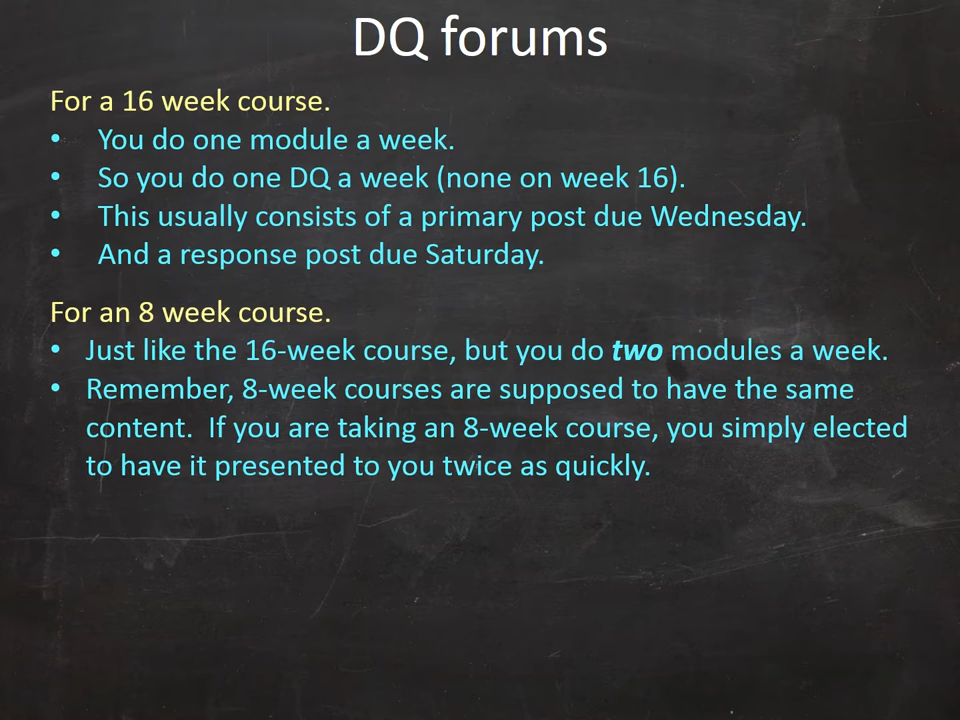 DQ forums
For a 16 week course.
• You do one module a week.
• So you do one DQ a week (none on week 16).
• This usually consists of a primary post due Wednesday.
• And a response post due Saturday.
For an 8 week course.
• Just like the 16-week course, but you do two modules a week.
• Remember, 8-week courses are supposed to have the same
content.  If you are taking an 8-week course, you simply elected
to have it presented to you twice as quickly.